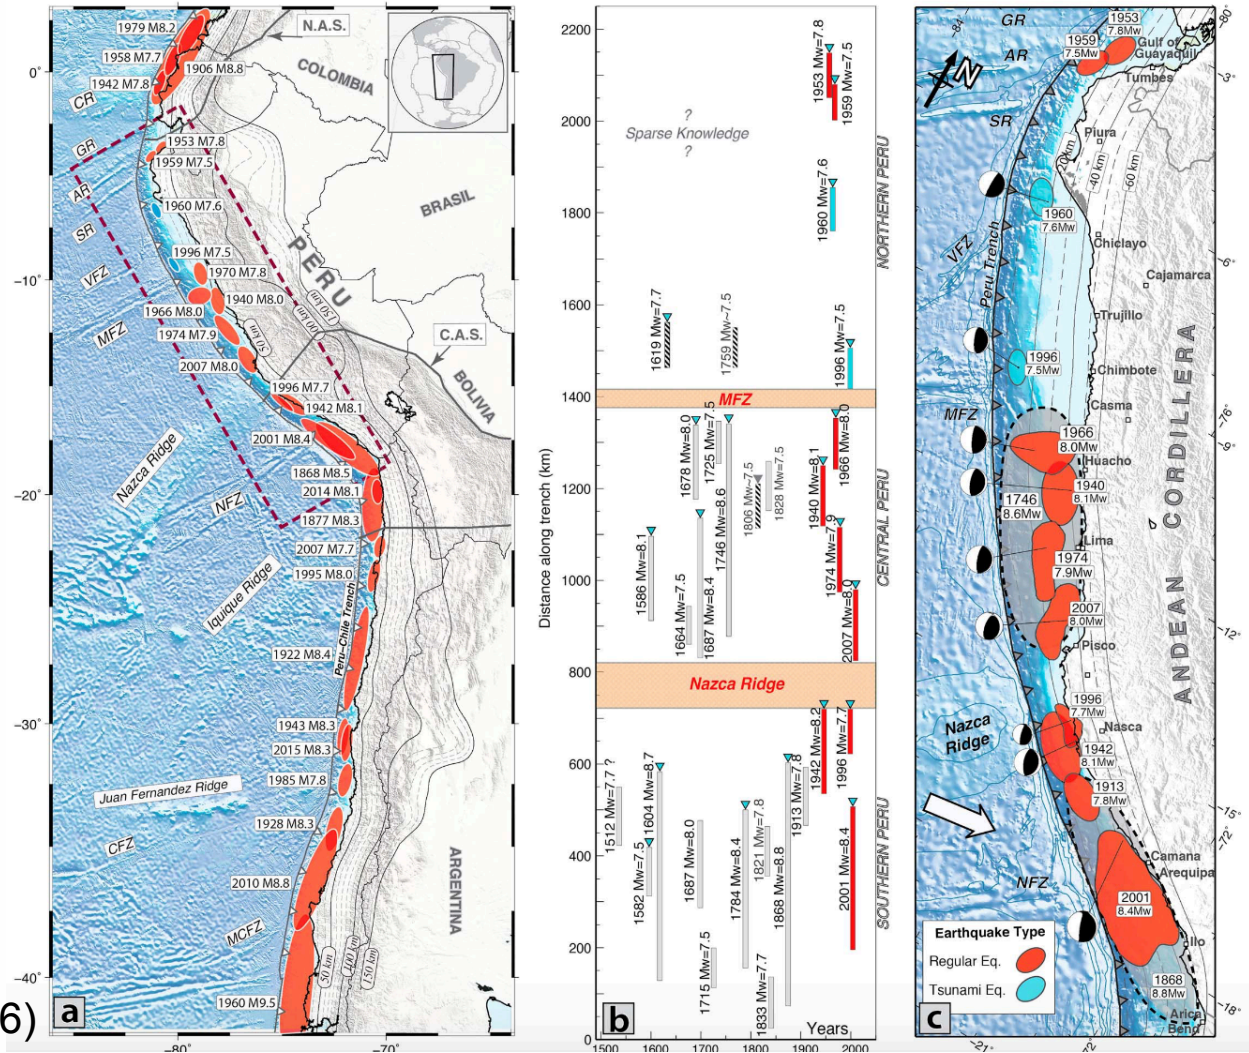 1979 M8.2
N.A.S.
1958 M7.7
1906 M8.8
0°
1942 M7.8
COLOMBIA
CR
GR
1953 M7.8
1959 M7.5
AR
1960 M7.6
BRASIL
SR
1996 M7.5
VFZ
1970 M7.8
PERU
−10°
1940 M8.0
150 km
100 km
1966 M8.0
1974 M7.9
50 km
MFZ
C.A.S.
2007 M8.0
1996 M7.7
BOLIVIA
1942 M8.1
2001 M8.4
Nazca Ridge
1868 M8.5
2014 M8.1
−20°
NFZ
1877 M8.3
2007 M7.7
1995 M8.0
Iquique Ridge
Peru-Chile Trench
1922 M8.4
1943 M8.3
−30°
2015 M8.3
1985 M7.8
Juan Fernandez Ridge
1928 M8.3
CFZ
ARGENTINA
2010 M8.8
MCFZ
50 km
100 km
150 km
−40°
1960 M9.5
6)
a
−80°
−70°
Distance along trench (km)
2200
2000
1800
1600
1400
1200
1000
800
600
400
200
0
1953 Mw=7.8
1959 Mw=7.5
?
Sparse Knowledge
?
1960 Mw=7.6
NORTHERN PERU
1619 Mw=7.7
1759 Mw~7.5
1996 Mw=7.5
MFZ
1678 Mw=8.0
1725 Mw=7.5
1746 Mw=8.6
1806 Mw~7.5
1828 Mw=7.5
1940 Mw=8.1
1966 Mw=8.0
1586 Mw=8.1
1664 Mw=7.5
1687 Mw=8.4
1974 Mw=7.9
2007 Mw=8.0
CENTRAL PERU
Nazca Ridge
1512 Mw=7.7 ?
1604 Mw=8.7
1582 Mw=7.5
1687 Mw=8.0
1715 Mw=7.5
1784 Mw=8.4
1821 Mw=7.8
1833 Mw=7.7
1868 Mw=8.8
1913 Mw=7.8
1942 Mw=8.2
1996 Mw=7.7
2001 Mw=8.4
SOUTHERN PERU
b
Years
1500
1600
1700
1800
1900
2000
−84°
GR
1953
7.8Mw
−80°
1959
7.5Mw
Gulf of
Guayaquil
AR
N
Tumbes
−3°
SR
Piura
20 km
40 km
60 km
1960
7.6Mw
VFZ
Peru Trench
Chiclayo
−6°
Cajamarca
Trujillo
1996
7.5Mw
Chimbote
MFZ
Casma
−76°
1966
8.0Mw
−9°
Huacho
1940
8.1Mw
1746
8.6Mw
Lima
1974
7.9Mw
2007
8.0Mw
−12°
Pisco
ANDEAN CORDILLERA
1996
7.7Mw
Nazca
Ridge
Nasca
1942
8.1Mw
1913
7.8Mw
−15°
−72°
Camana
Arequipa
NFZ
2001
8.4Mw
Earthquake Type
Regular Eq.
Tsunami Eq.
Ilo
1868
8.8Mw
Arica
Bend
−18°
c
−21°